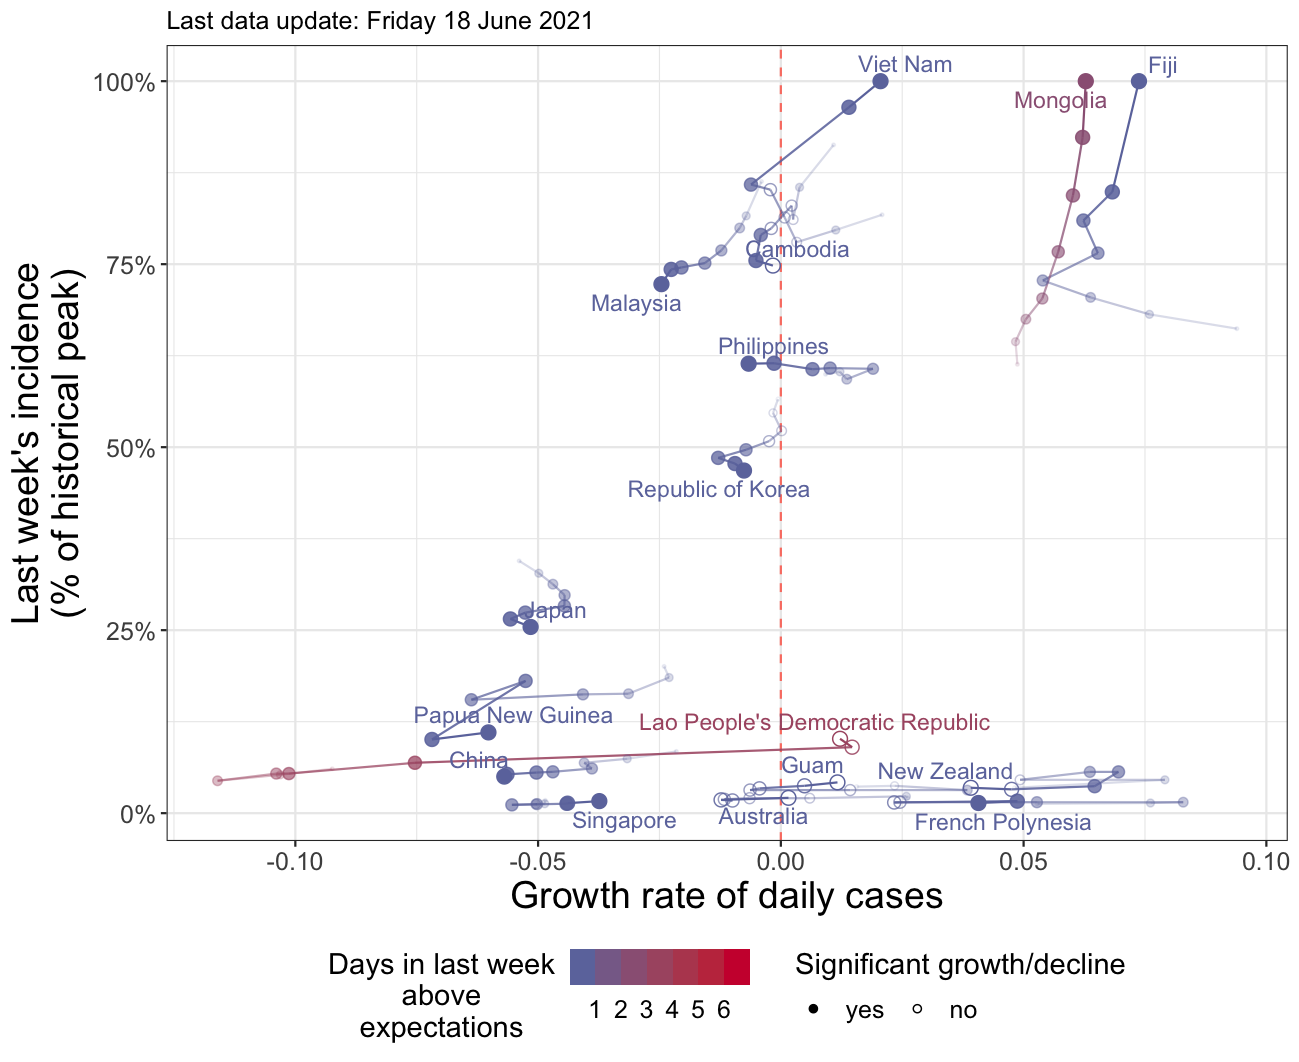 Last data update: Friday 18 June 2021
Last week's incidence
(% of historical peak)
100%
75%
50%
25%
0%
Viet Nam
Fiji
Mongolia
Cambodia
Malaysia
Philippines
Republic of Korea
Japan
Papua New Guinea
Lao People's Democratic Republic
China
Guam
New Zealand
Singapore
Australia
French Polynesia
-0.10
-0.05
0.00
0.05
0.10
Growth rate of daily cases
Days in last week
above
expectations
1 2 3 4 5 6
Significant growth/decline
yes
no